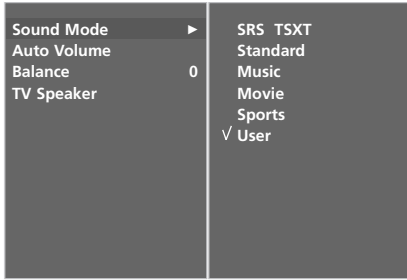 Sound Mode ►
Auto Volume
Balance 0
TV Speaker
SRS TSXT
Standard
Music
Movie
Sports
√ User